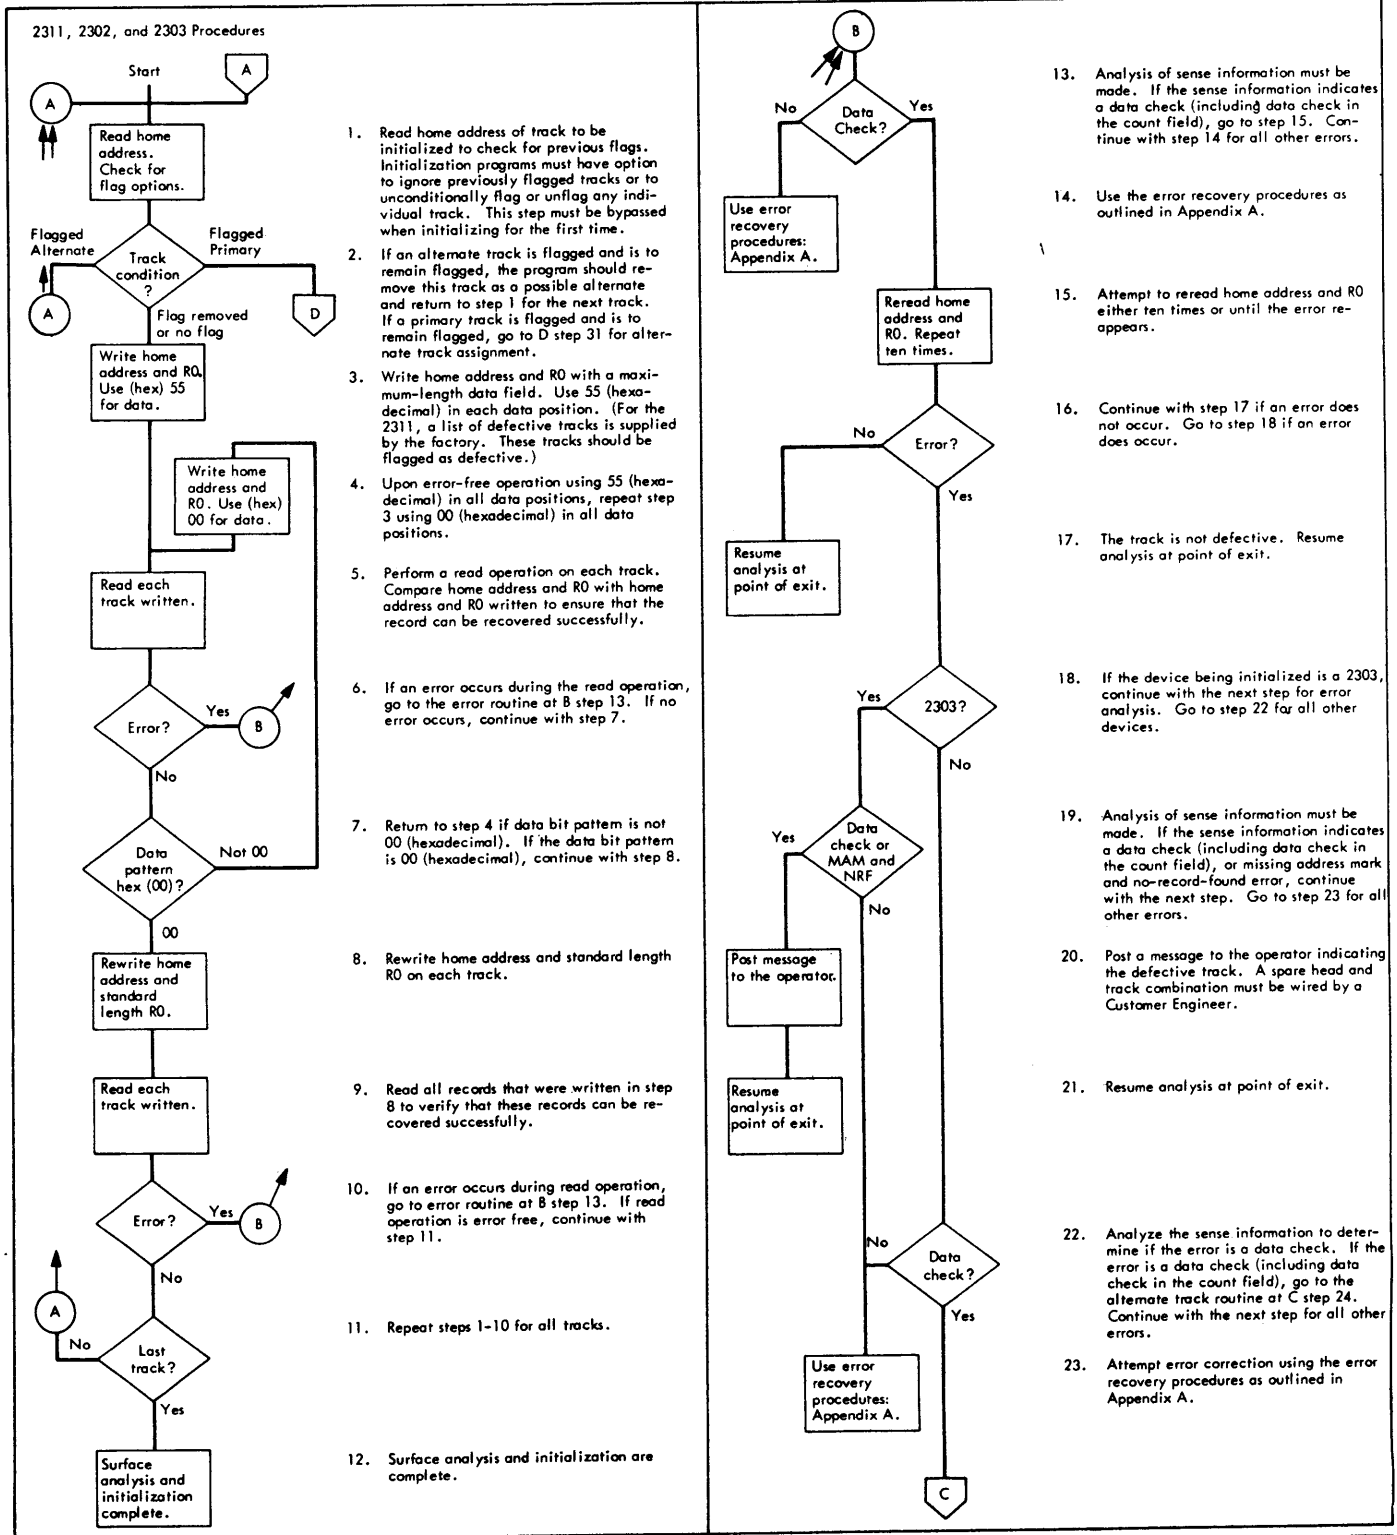 2311, 2302, and 2303 Procedures
Start
A
A
Read home
address.
Check for
flag options.
Flagged
Alternate
Flagged
Primary
Track
condition
?
A
D
Flag removed
or no flag
Write home
address and R0.
Use (hex) 55
for data.
Write home
address and
R0. Use (hex)
00 for data.
Read each
track written.
Error?
Yes
B
No
Data
pattern
hex (00)?
Not 00
00
Rewrite home
address and
standard
length R0.
Read each
track written.
Error?
Yes
B
No
A
No
Last
track?
Yes
Surface
analysis and
initialization
complete.
1. Read home address of track to be
initialized to check for previous flags.
Initialization programs must have option
to ignore previously flagged tracks or to
unconditionally flag or unflag any indi-
vidual track. This step must be bypassed
when initializing for the first time.
2. If an alternate track is flagged and is to
remain flagged, the program should re-
move this track as a possible alternate
and return to step 1 for the next track.
If a primary track is flagged and is to
remain flagged, go to D step 31 for alter-
nate track assignment.
3. Write home address and R0 with a maxi-
mum-length data field. Use 55 (hexa-
decimal) in each data position. (For the
2311, a list of defective tracks is supplied
by the factory. These tracks should be
flagged as defective.)
4. Upon error-free operation using 55 (hexa-
decimal) in all data positions, repeat step
3 using 00 (hexadecimal) in all data
positions.
5. Perform a read operation on each track.
Compare home address and R0 with home
address and R0 written to ensure that the
record can be recovered successfully.
6. If an error occurs during the read operation,
go to the error routine at B step 13. If no
error occurs, continue with step 7.
7. Return to step 4 if data bit pattern is not
00 (hexadecimal). If the data bit pattern
is 00 (hexadecimal), continue with step 8.
8. Rewrite home address and standard length
R0 on each track.
9. Read all records that were written in step
8 to verify that these records can be re-
covered successfully.
10. If an error occurs during read operation,
go to error routine at B step 13. If read
operation is error free, continue with
step 11.
11. Repeat steps 1-10 for all tracks.
12. Surface analysis and initialization are
complete.
B
No
Data
Check?
Yes
Use error
recovery
procedures:
Appendix A.
Reread home
address and
R0. Repeat
ten times.
No
Error?
Yes
Resume
analysis at
point of exit.
Yes
2303?
No
Yes
Data
check or
MAM and
NRF
No
Post message
to the operator.
Resume
analysis at
point of exit.
No
Data
check?
Yes
Use error
recovery
procedures:
Appendix A.
C
13. Analysis of sense information must be
made. If the sense information indicates
a data check (including data check in
the count field), go to step 15. Con-
tinue with step 14 for all other errors.
14. Use the error recovery procedures as
outlined in Appendix A.
15. Attempt to reread home address and R0
either ten times or until the error re-
appears.
16. Continue with step 17 if an error does
not occur. Go to step 18 if an error
does occur.
17. The track is not defective. Resume
analysis at point of exit.
18. If the device being initialized is a 2303,
continue with the next step for error
analysis. Go to step 22 for all other
devices.
19. Analysis of sense information must be
made. If the sense information indicates
a data check (including data check in
the count field), or missing address mark
and no-record-found error, continue
with the next step. Go to step 23 for all
other errors.
20. Post a message to the operator indicating
the defective track. A spare head and
track combination must be wired by a
Customer Engineer.
21. Resume analysis at point of exit.
22. Analyze the sense information to deter-
mine if the error is a data check. If the
error is a data check (including data
check in the count field), go to the
alternate track routine at C step 24.
Continue with the next step for all other
errors.
23. Attempt error correction using the error
recovery procedures as outlined in
Appendix A.